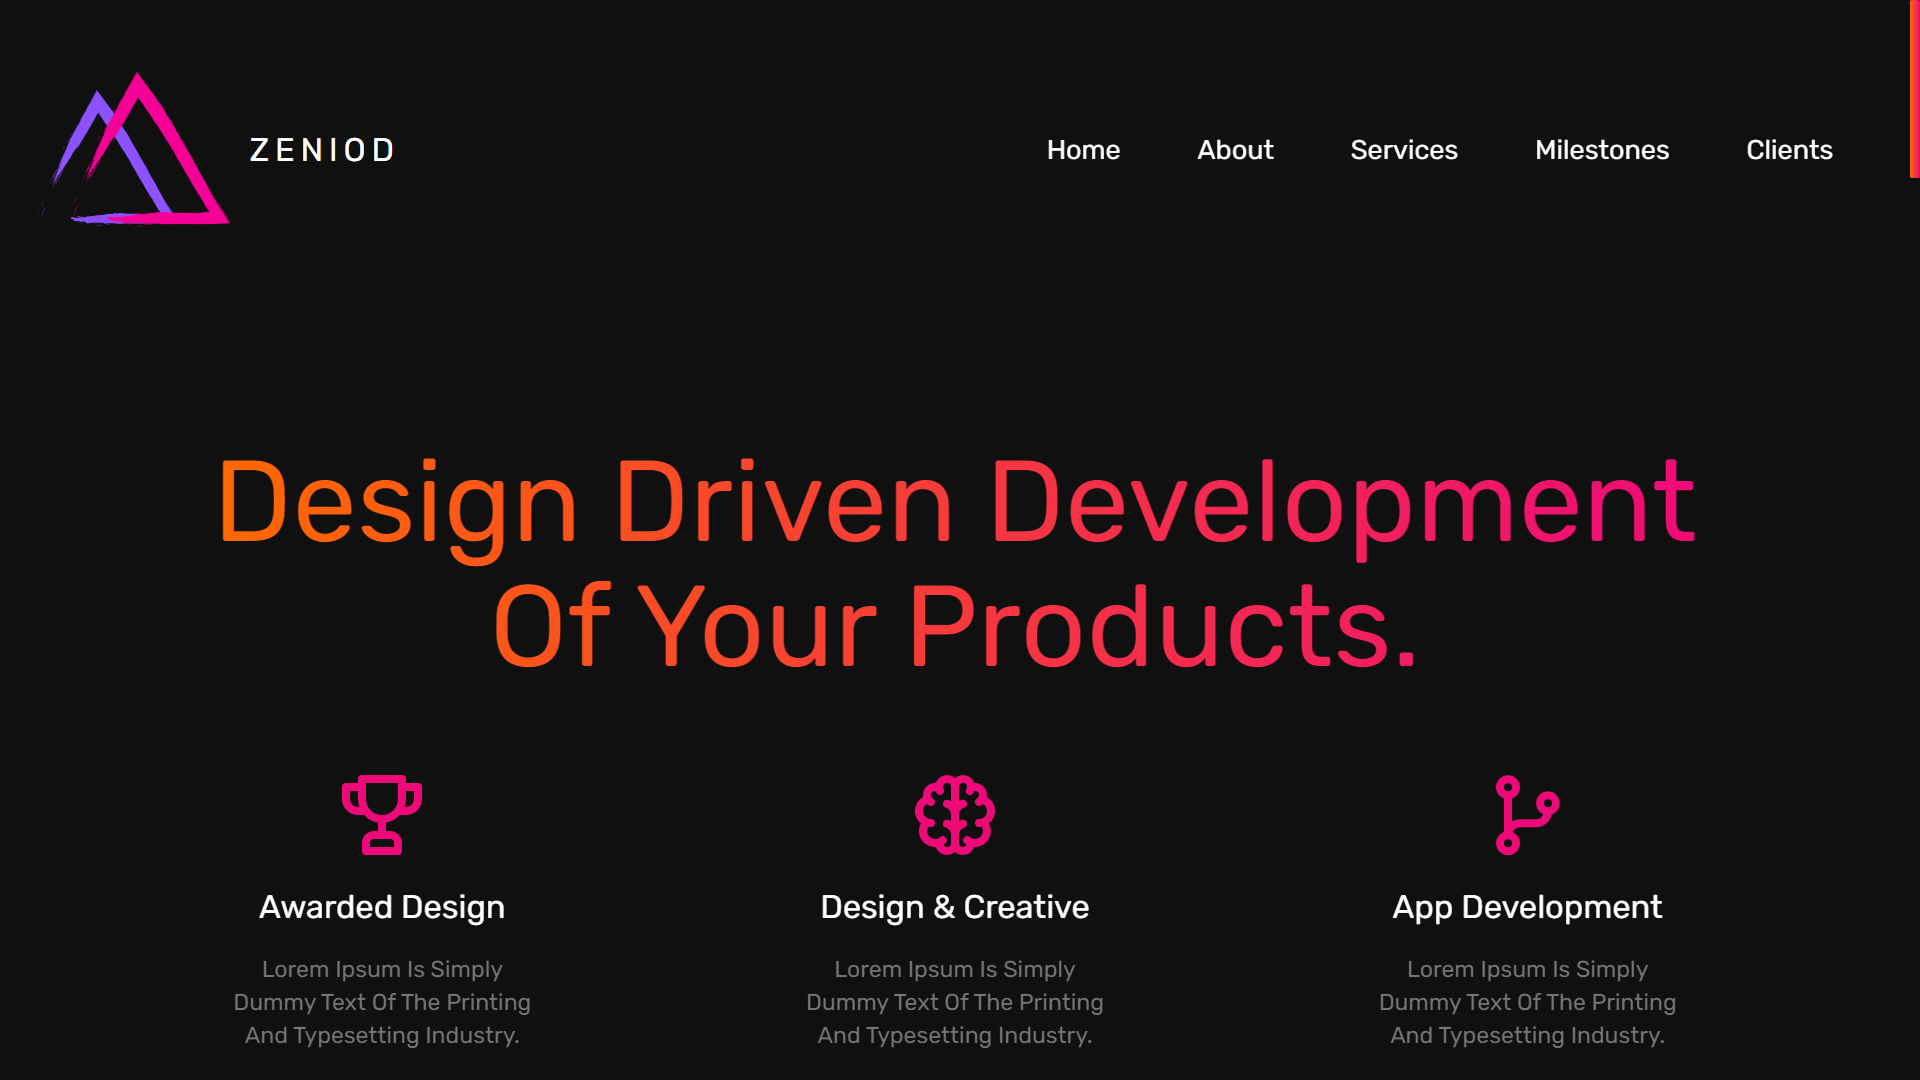 ZENIOD
Home About Services Milestones Clients
Design Driven Development
Of Your Products.
Awarded Design
Lorem Ipsum Is Simply
Dummy Text Of The Printing
And Typesetting Industry.
Design & Creative
Lorem Ipsum Is Simply
Dummy Text Of The Printing
And Typesetting Industry.
App Development
Lorem Ipsum Is Simply
Dummy Text Of The Printing
And Typesetting Industry.